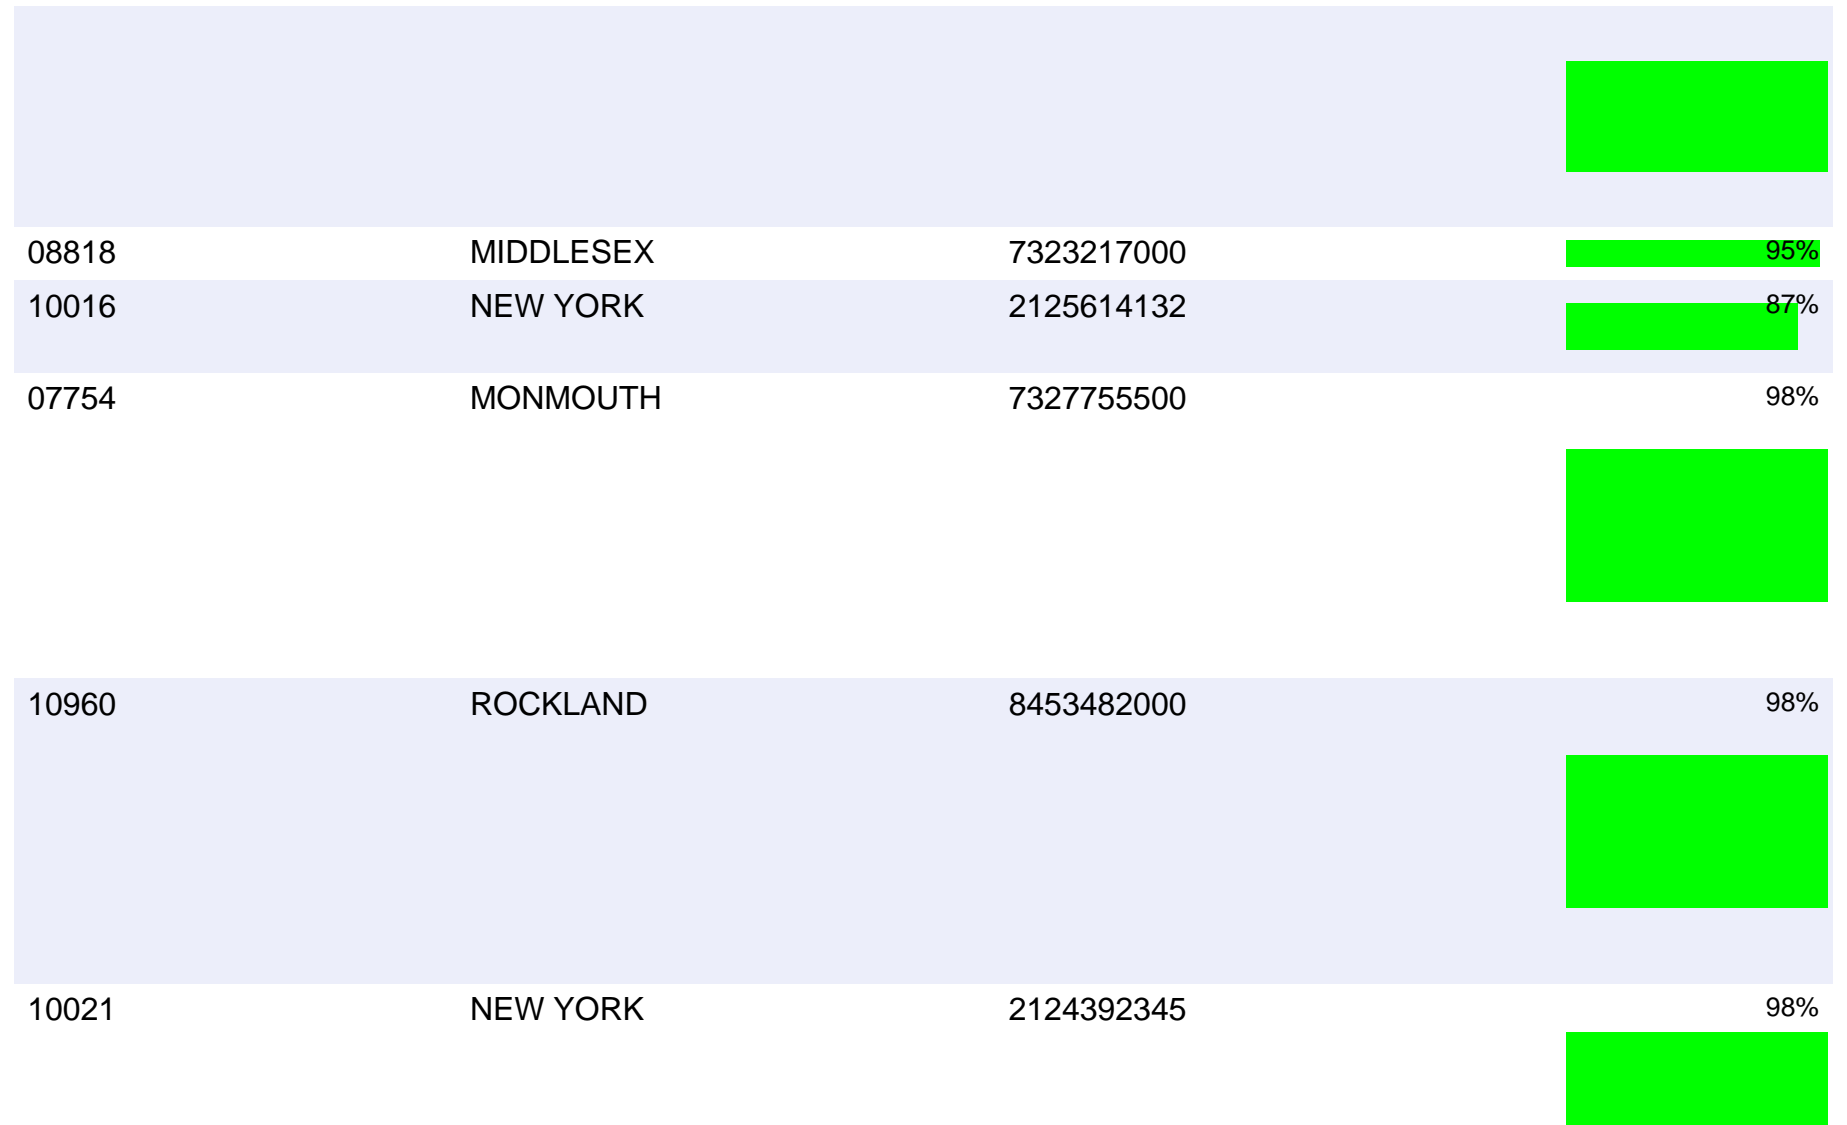 08818 MIDDLESEX 7323217000 95%
10016 NEW YORK 2125614132 87%
07754 MONMOUTH 7327755500 98%
10960 ROCKLAND 8453482000 98%
10021 NEW YORK 2124392345 98%